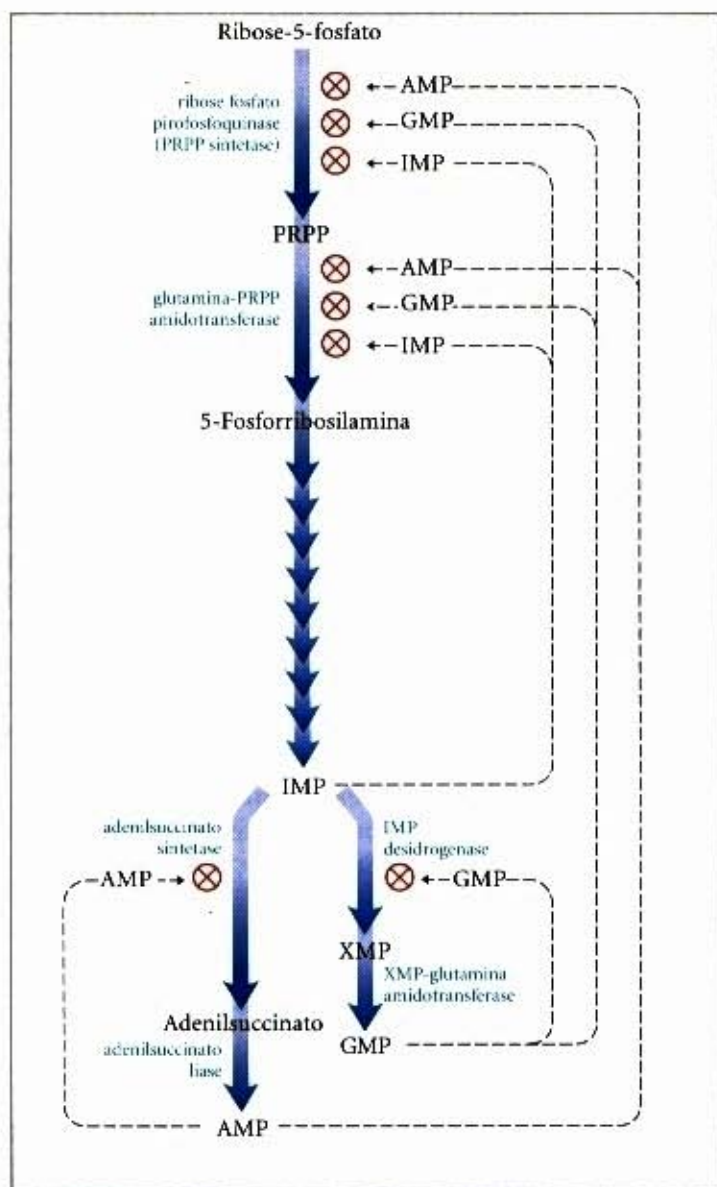 Ribose-5-fosfato
ribose fosfato
pirofosfoquinase
(PRPP sintetase)
AMP
GMP
IMP
PRPP
glutamina-PRPP
amidotransferase
AMP
GMP
IMP
5-Fosforribosilamina
IMP
adenilsuccinato
sintetase
AMP
IMP
desidrogenase
GMP
XMP
XMP-glutamina
amidotransferase
GMP
Adenilsuccinato
adenilsuccinato
liase
AMP